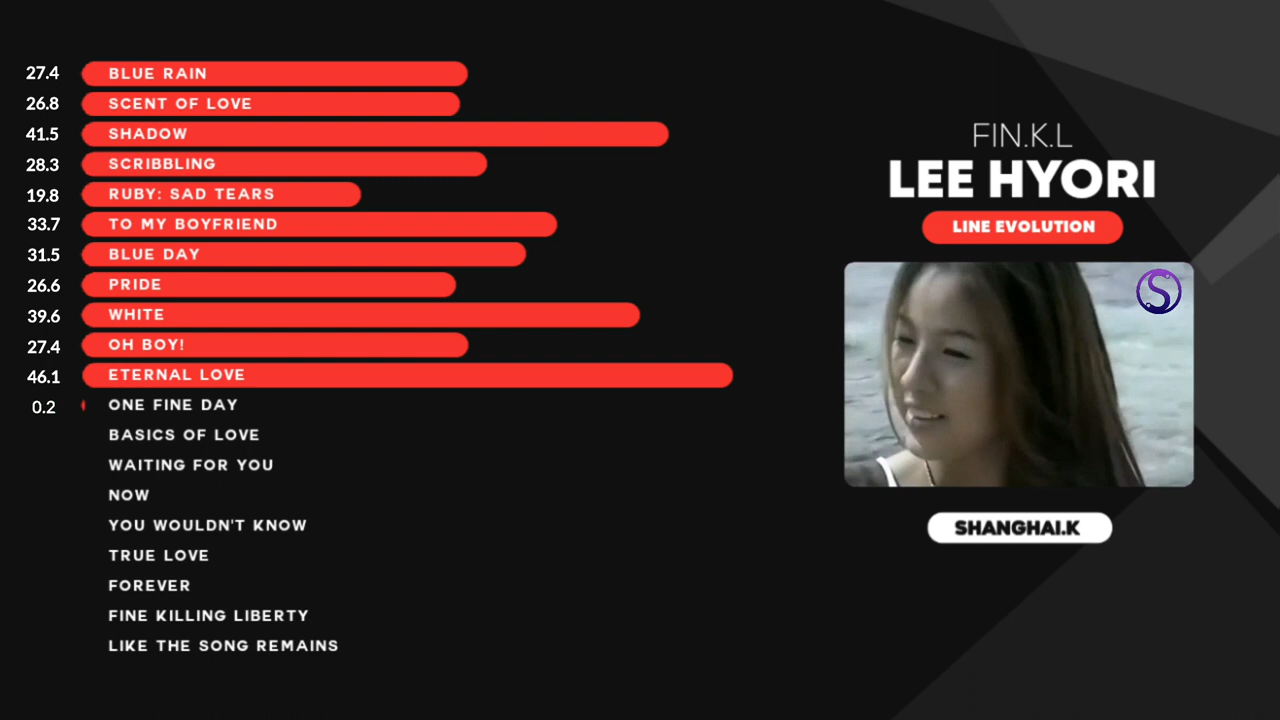 27.4 BLUE RAIN
26.8 SCENT OF LOVE
41.5 SHADOW
28.3 SCRIBBLING
19.8 RUBY: SAD TEARS
33.7 TO MY BOYFRIEND
31.5 BLUE DAY
26.6 PRIDE
39.6 WHITE
27.4 OH BOY!
46.1 ETERNAL LOVE
0.2 ONE FINE DAY
BASICS OF LOVE
WAITING FOR YOU
NOW
YOU WOULDN'T KNOW
TRUE LOVE
FOREVER
FINE KILLING LIBERTY
LIKE THE SONG REMAINS
FIN.K.L
LEE HYORI
LINE EVOLUTION
S
SHANGHAI.K